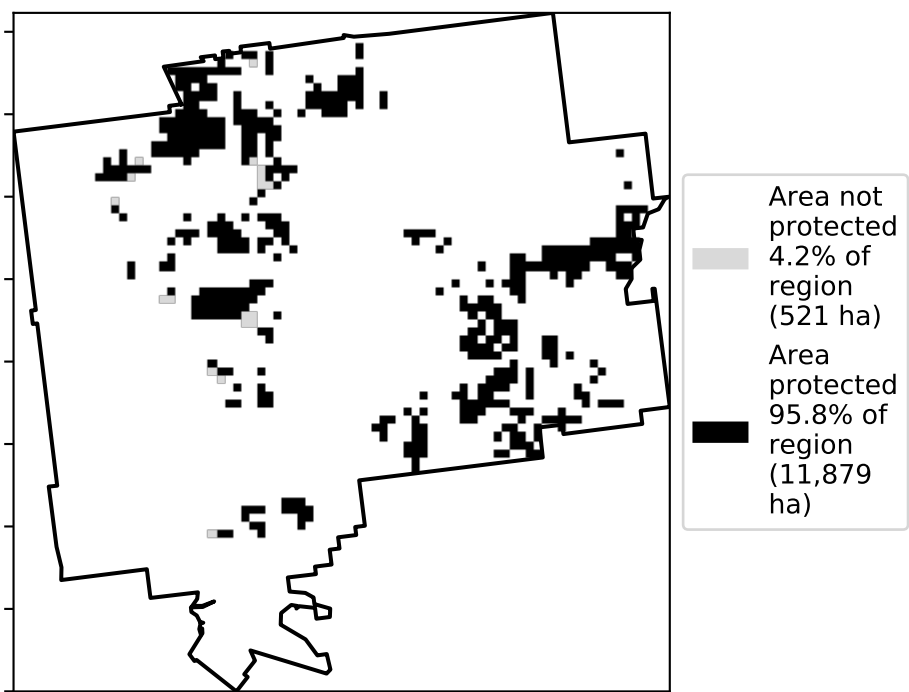 Area not
protected
4.2% of
region
(521 ha)
Area
protected
95.8% of
region
(11,879
ha)